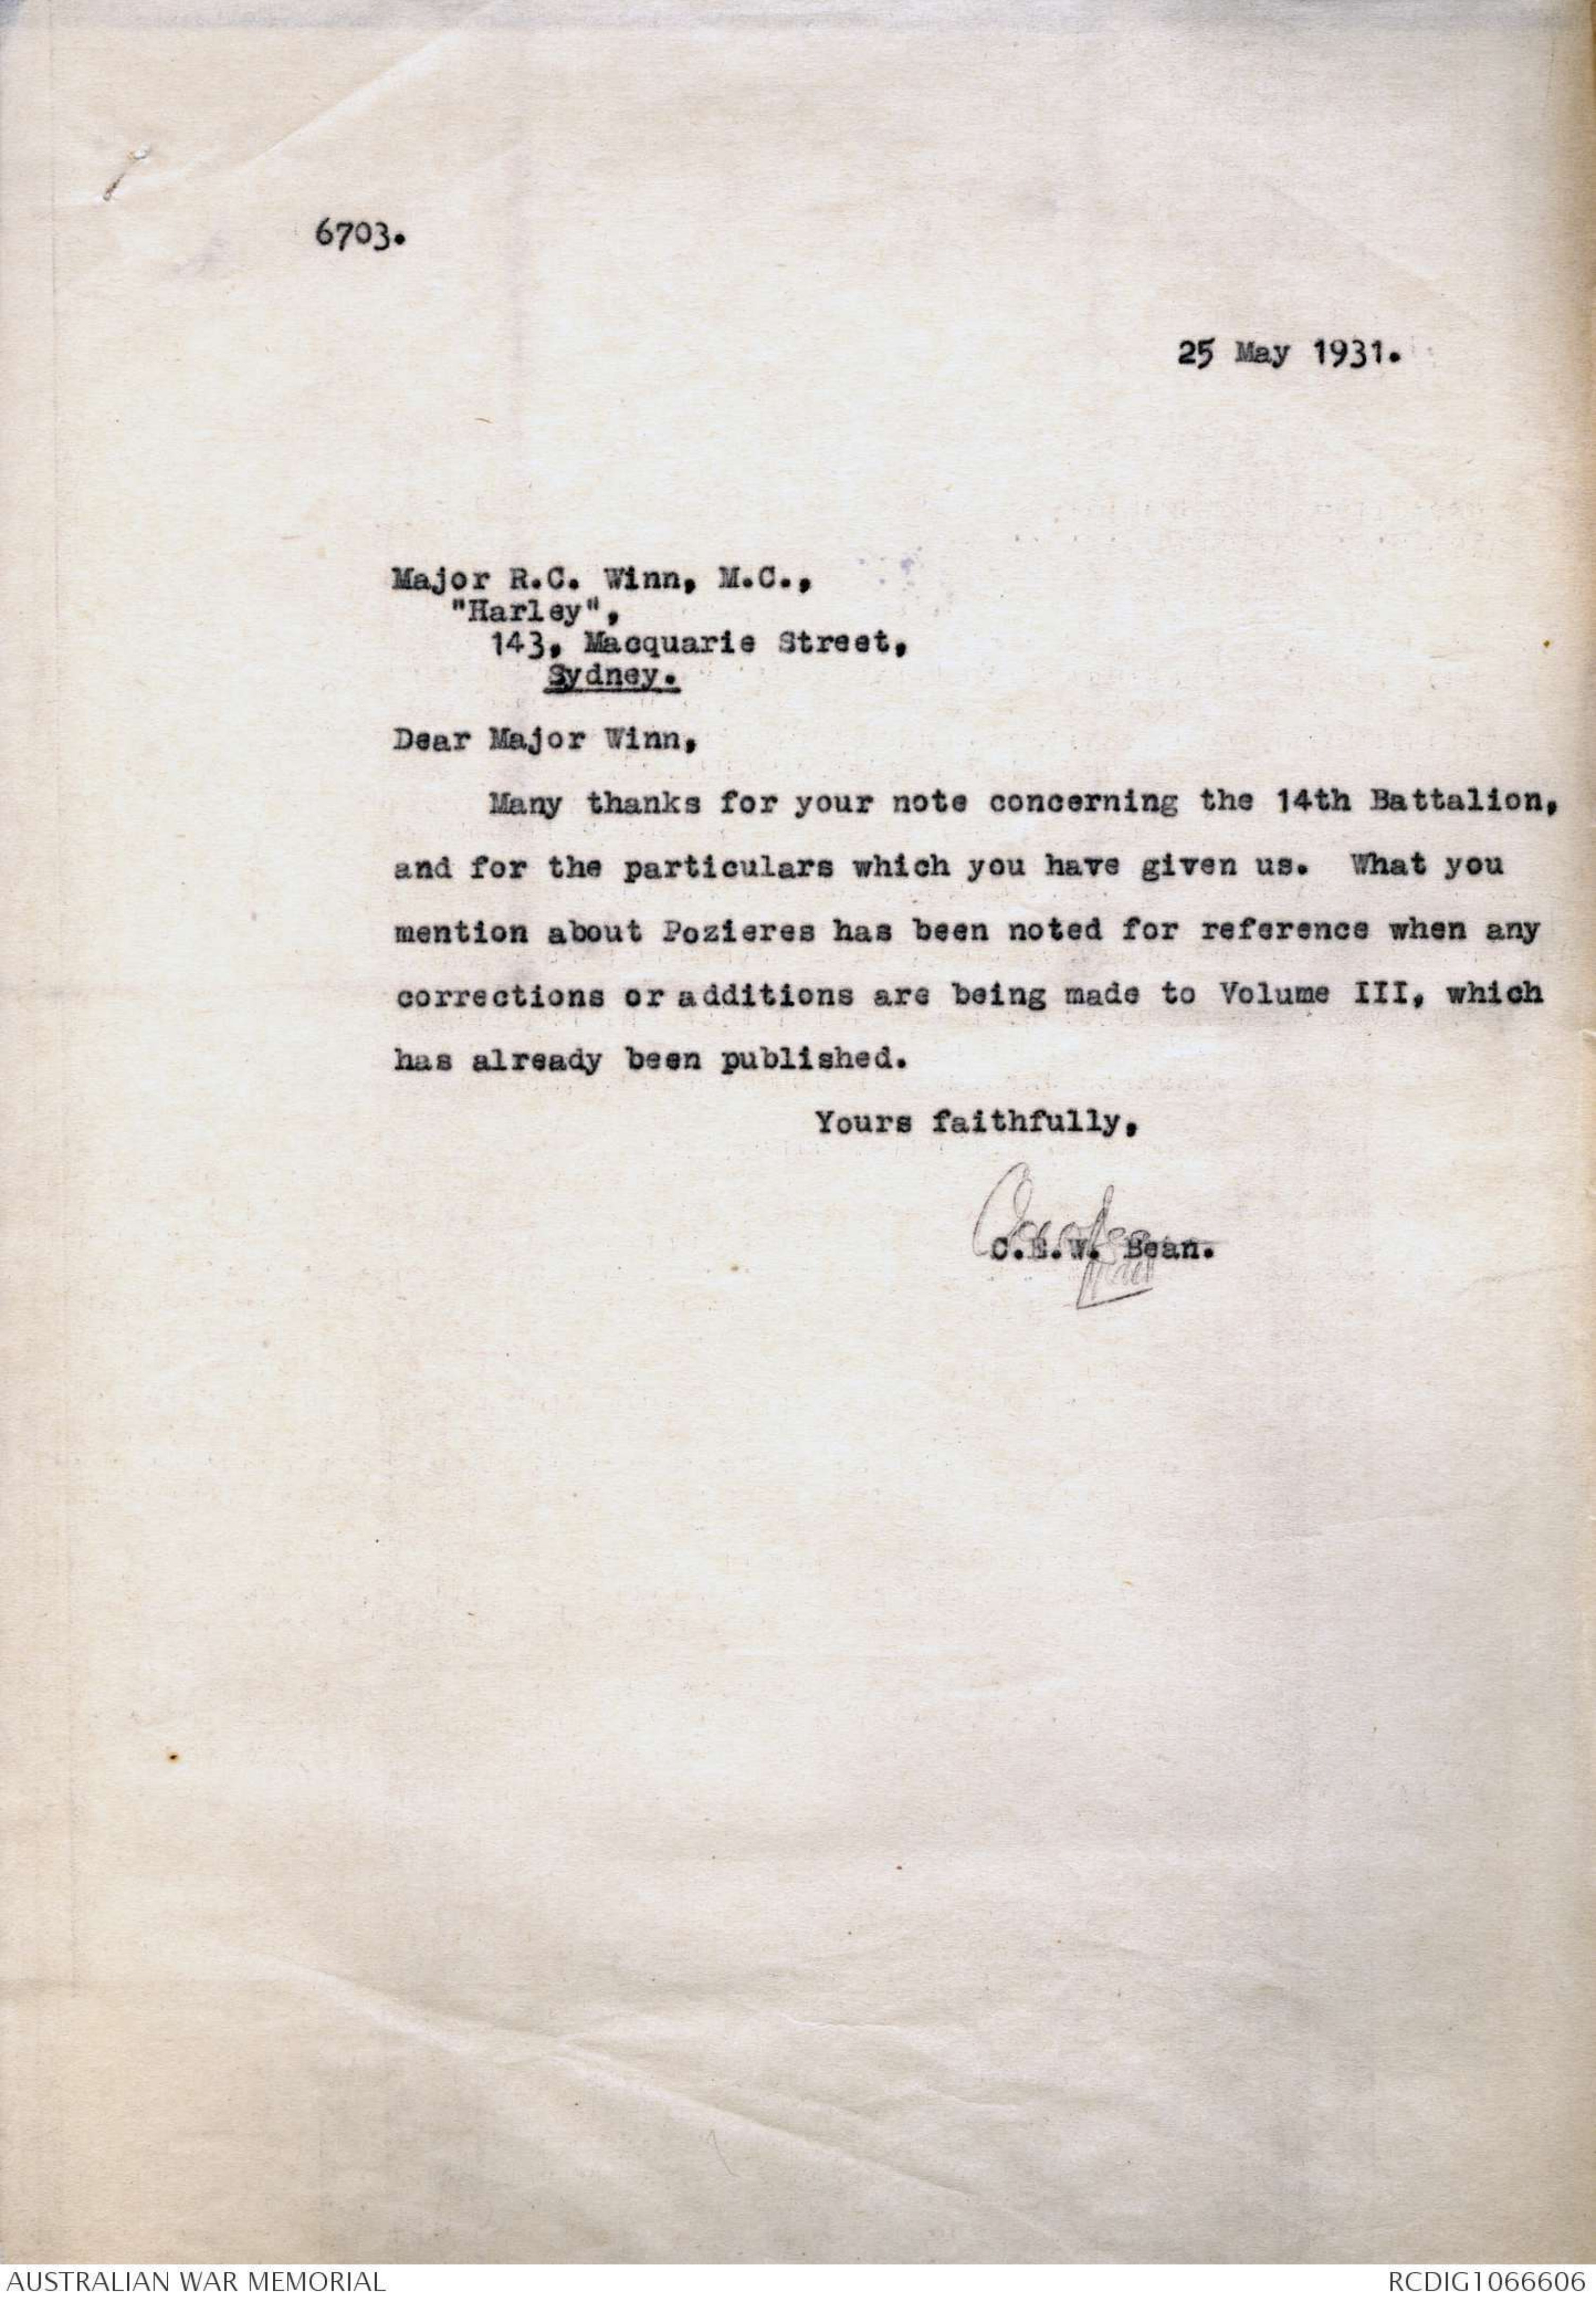 6703.
25 May 1931.
Major R.C. Winn, M.C.,
"Harley",
143, Macquarie Street,
Sydney.
Dear Major Winn,
Many thanks for your note concerning the 14th Battalion,
and for the particulars which you have given us. What you
mention about Pozieres has been noted for reference when any
corrections or additions are being made to Volume III, which
has already been published.
Yours faithfully,
C.E.W. Bean.
AUSTRALIAN WAR MEMORIAL
RCDIG1066606